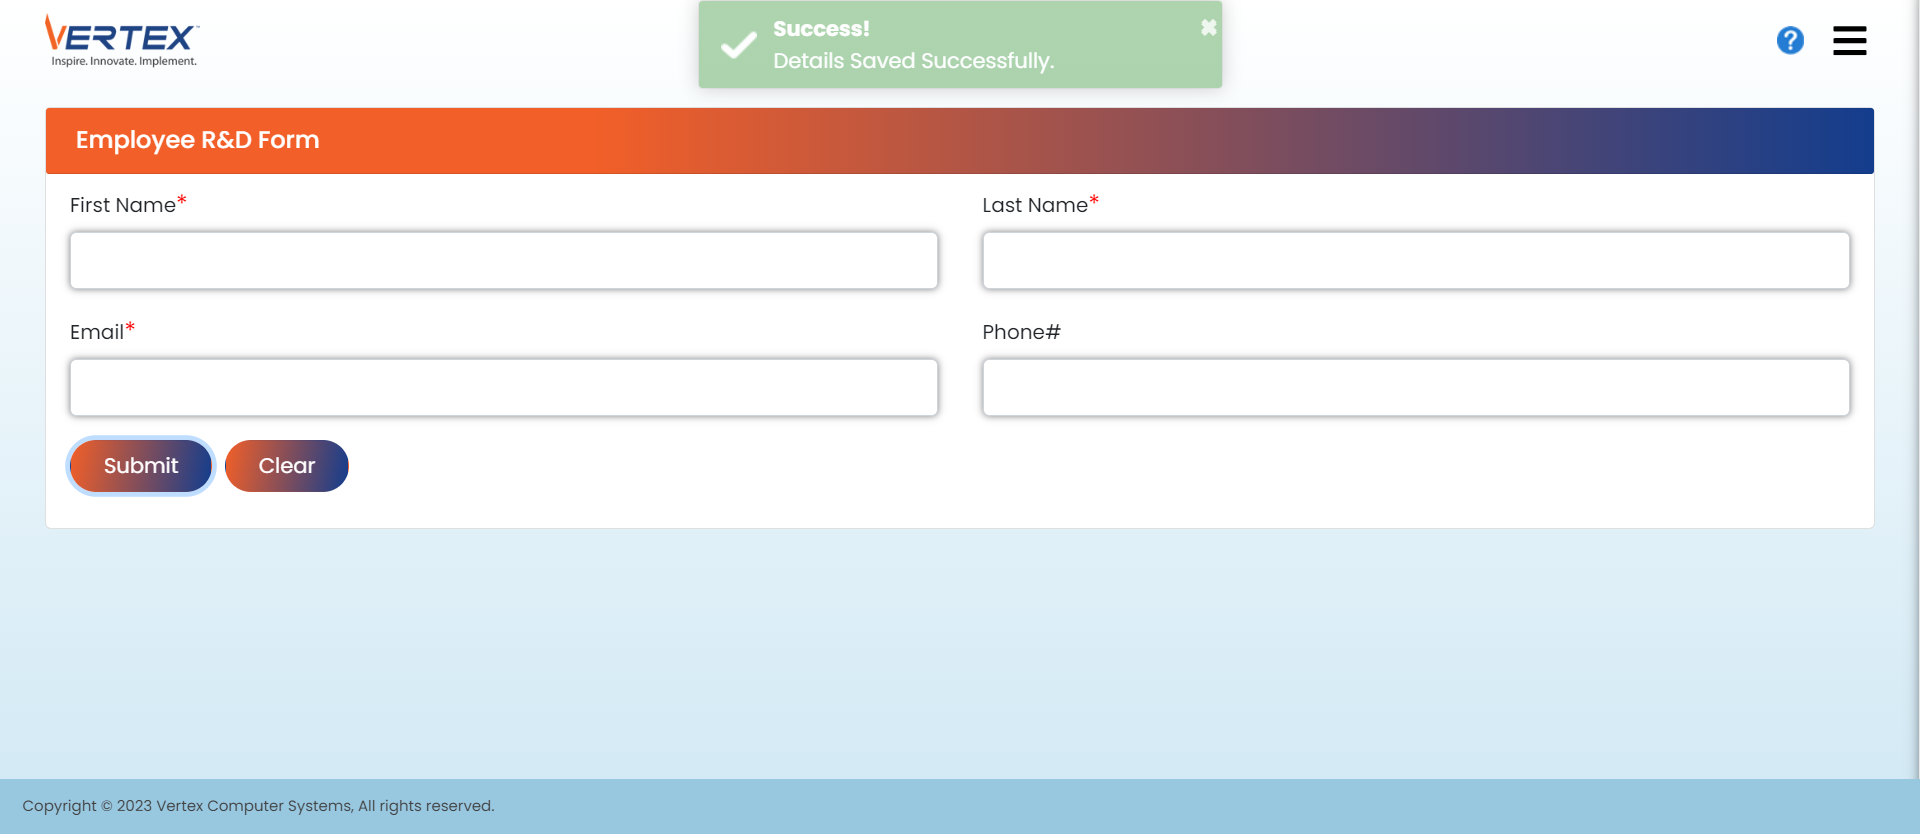 VERTEX™
Inspire. Innovate. Implement.
Success!
Details Saved Successfully.
Employee R&D Form
First Name*
Last Name*
Email*
Phone#
Submit
Clear
Copyright © 2023 Vertex Computer Systems, All rights reserved.